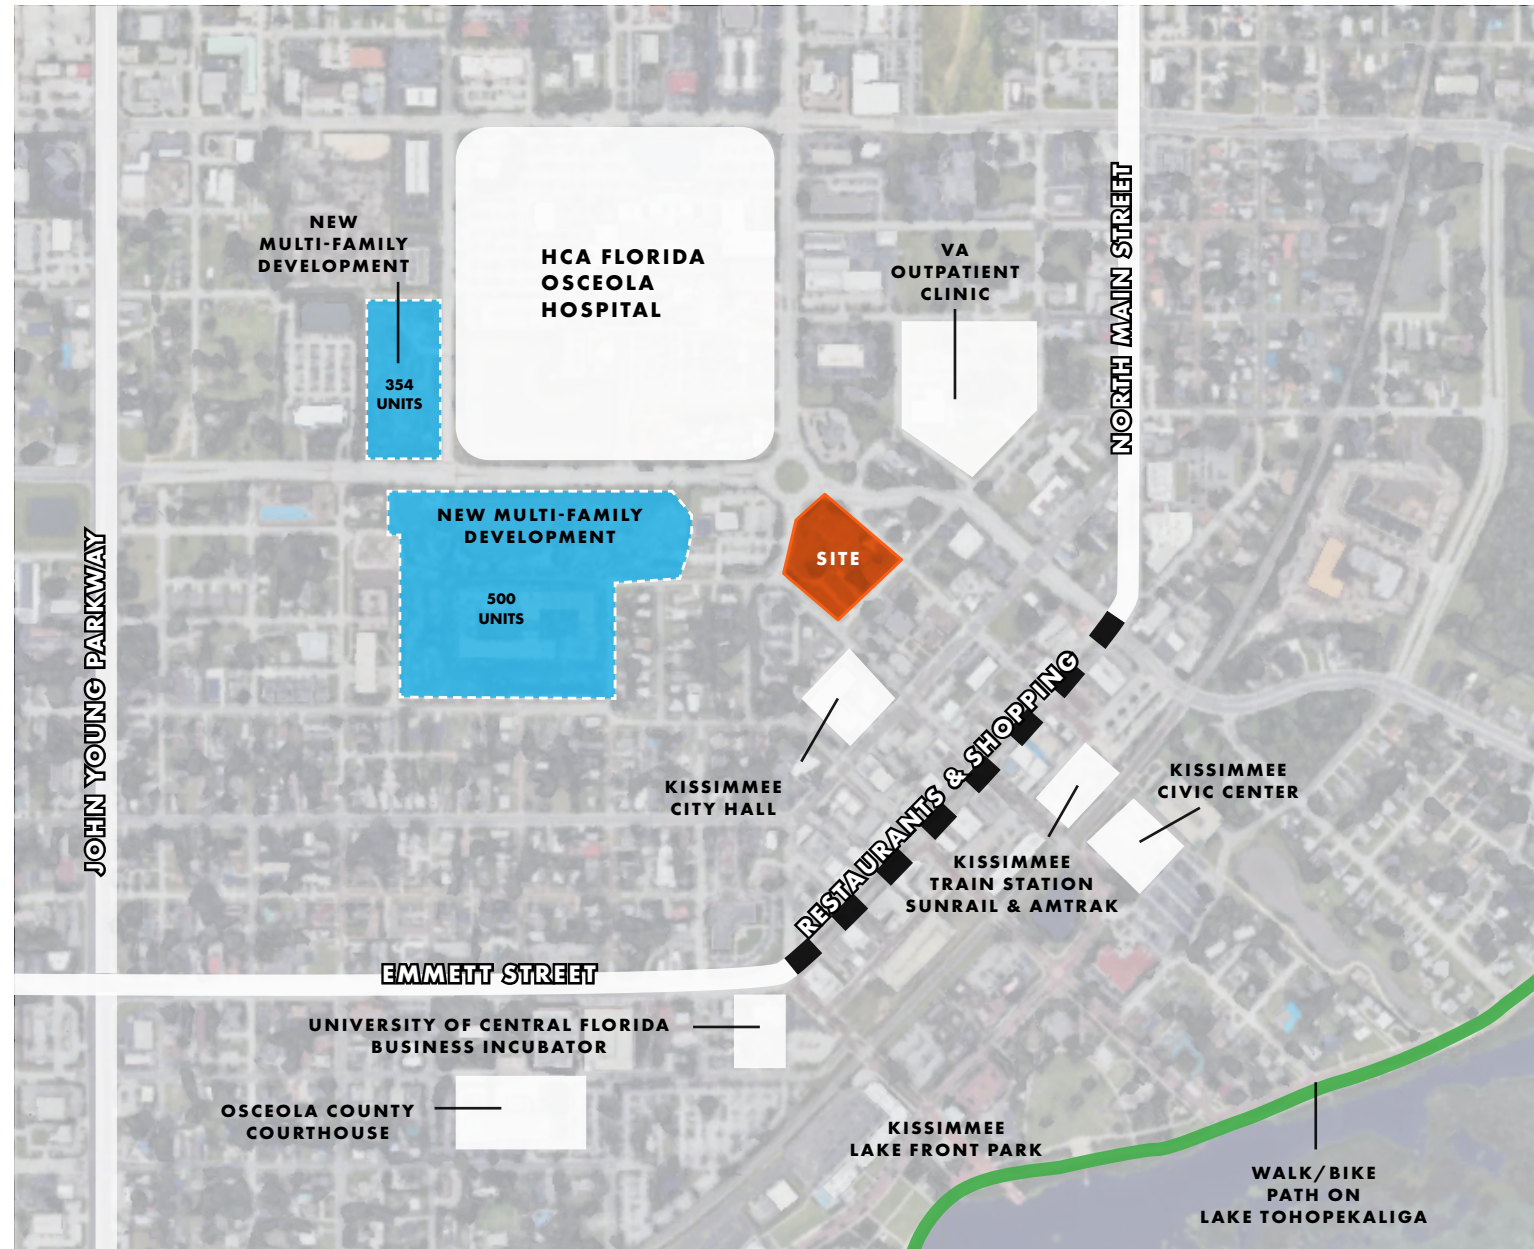 NORTH MAIN STREET
NEW
MULTI-FAMILY
DEVELOPMENT
354
UNITS
HCA FLORIDA
OSCEOLA
HOSPITAL
VA
OUTPATIENT
CLINIC
NEW MULTI-FAMILY
DEVELOPMENT
500
UNITS
SITE
JOHN YOUNG PARKWAY
KISSIMMEE
CITY HALL
RESTAURANTS & SHOPPING
KISSIMMEE
CIVIC CENTER
KISSIMMEE
TRAIN STATION
SUNRAIL & AMTRAK
EMMETT STREET
UNIVERSITY OF CENTRAL FLORIDA
BUSINESS INCUBATOR
OSCEOLA COUNTY
COURTHOUSE
KISSIMMEE
LAKE FRONT PARK
WALK/BIKE
PATH ON
LAKE TOHOPEKALIGA